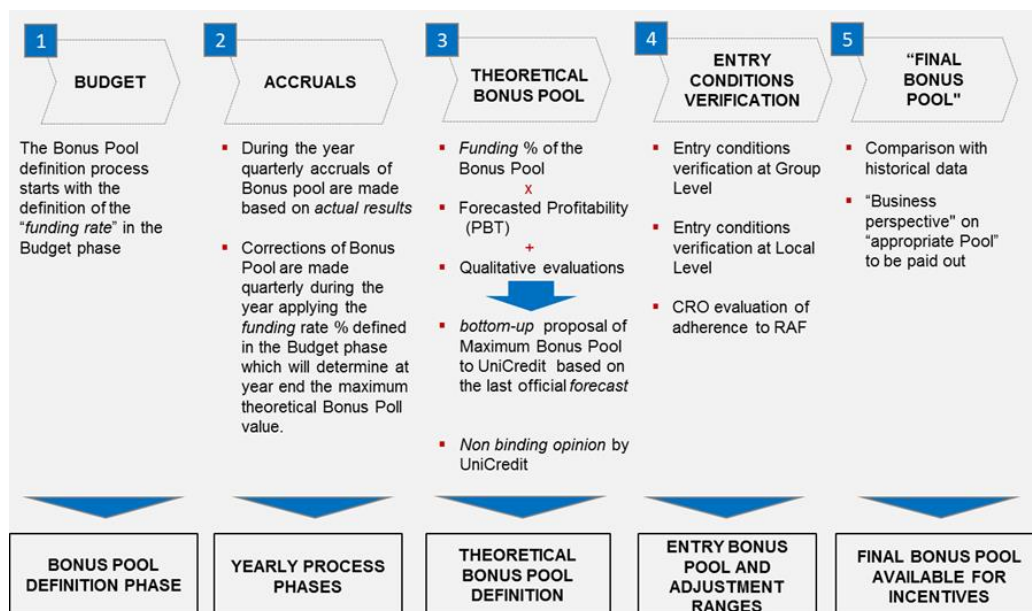 1
BUDGET
The Bonus Pool
definition process
starts with the
definition of the
“funding rate” in the
Budget phase
BONUS POOL
DEFINITION PHASE
2
ACCRUALS
▪ During the year
quarterly accruals of
Bonus pool are made
based on actual results
▪ Corrections of Bonus
Pool are made
quarterly during the
year applying the
funding rate % defined
in the Budget phase
which will determine at
year end the maximum
theoretical Bonus Poll
value.
YEARLY PROCESS
PHASES
3
THEORETICAL
BONUS POOL
▪ Funding % of the
Bonus Pool
x
▪ Forecasted Profitability
(PBT)
+
▪ Qualitative evaluations
▪ bottom-up proposal of
Maximum Bonus Pool
to UniCredit based on
the last official forecast
▪ Non binding opinion by
UniCredit
THEORETICAL
BONUS POOL
DEFINITION
4
ENTRY
CONDITIONS
VERIFICATION
▪ Entry conditions
verification at Group
Level
▪ Entry conditions
verification at Local
Level
▪ CRO evaluation of
adherence to RAF
ENTRY BONUS
POOL AND
ADJUSTMENT
RANGES
5
“FINAL
BONUS
POOL"
▪ Comparison with
historical data
▪ “Business
perspective" on
“appropriate Pool”
to be paid out
FINAL BONUS POOL
AVAILABLE FOR
INCENTIVES